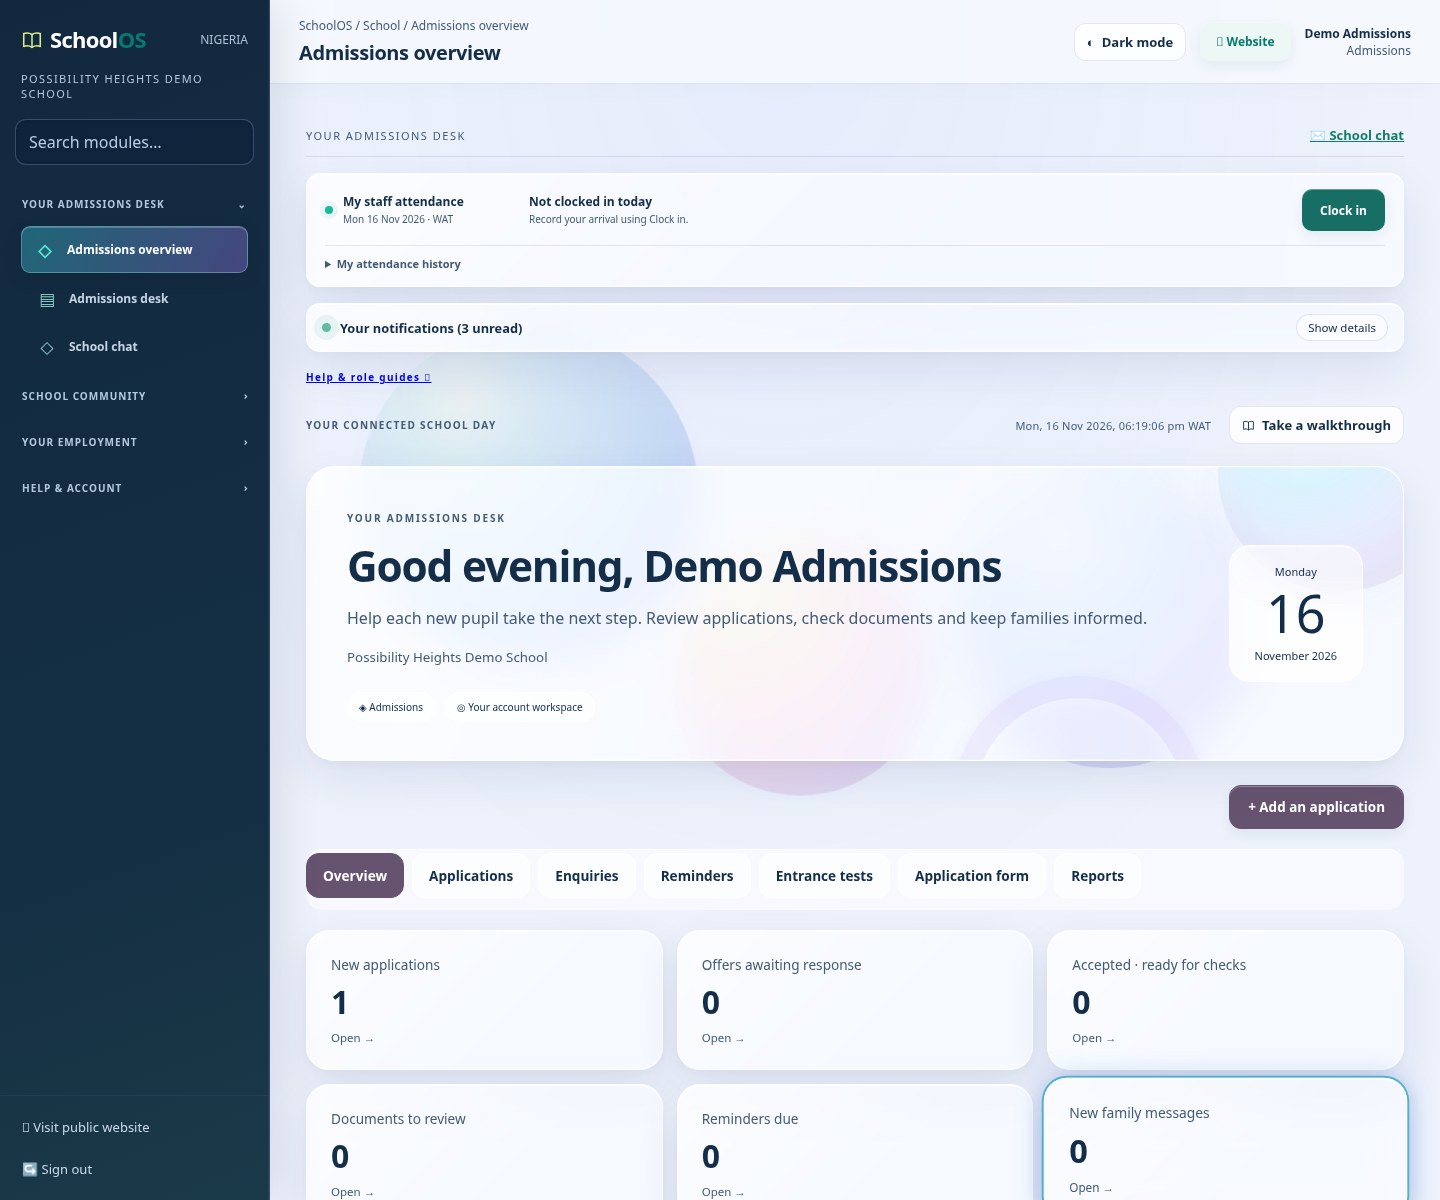 SchoolOS
NIGERIA
POSSIBILITY HEIGHTS DEMO
SCHOOL
Search modules...
YOUR ADMISSIONS DESK
Admissions overview
Admissions desk
School chat
SCHOOL COMMUNITY
YOUR EMPLOYMENT
HELP & ACCOUNT
Visit public website
Sign out
SchoolOS / School / Admissions overview
Admissions overview
Dark mode
Website
Demo Admissions
Admissions
YOUR ADMISSIONS DESK
School chat
My staff attendance
Mon 16 Nov 2026 · WAT
Not clocked in today
Record your arrival using Clock in.
Clock in
My attendance history
Your notifications (3 unread)
Show details
Help & role guides
YOUR CONNECTED SCHOOL DAY
Mon, 16 Nov 2026, 06:19:06 pm WAT
Take a walkthrough
YOUR ADMISSIONS DESK
Good evening, Demo Admissions
Help each new pupil take the next step. Review applications, check documents and keep families informed.
Possibility Heights Demo School
◈ Admissions
◎ Your account workspace
Monday
16
November 2026
+ Add an application
Overview
Applications
Enquiries
Reminders
Entrance tests
Application form
Reports
New applications
1
Open →
Offers awaiting response
0
Open →
Accepted · ready for checks
0
Open →
Documents to review
0
Open →
Reminders due
0
Open →
New family messages
0
Open →